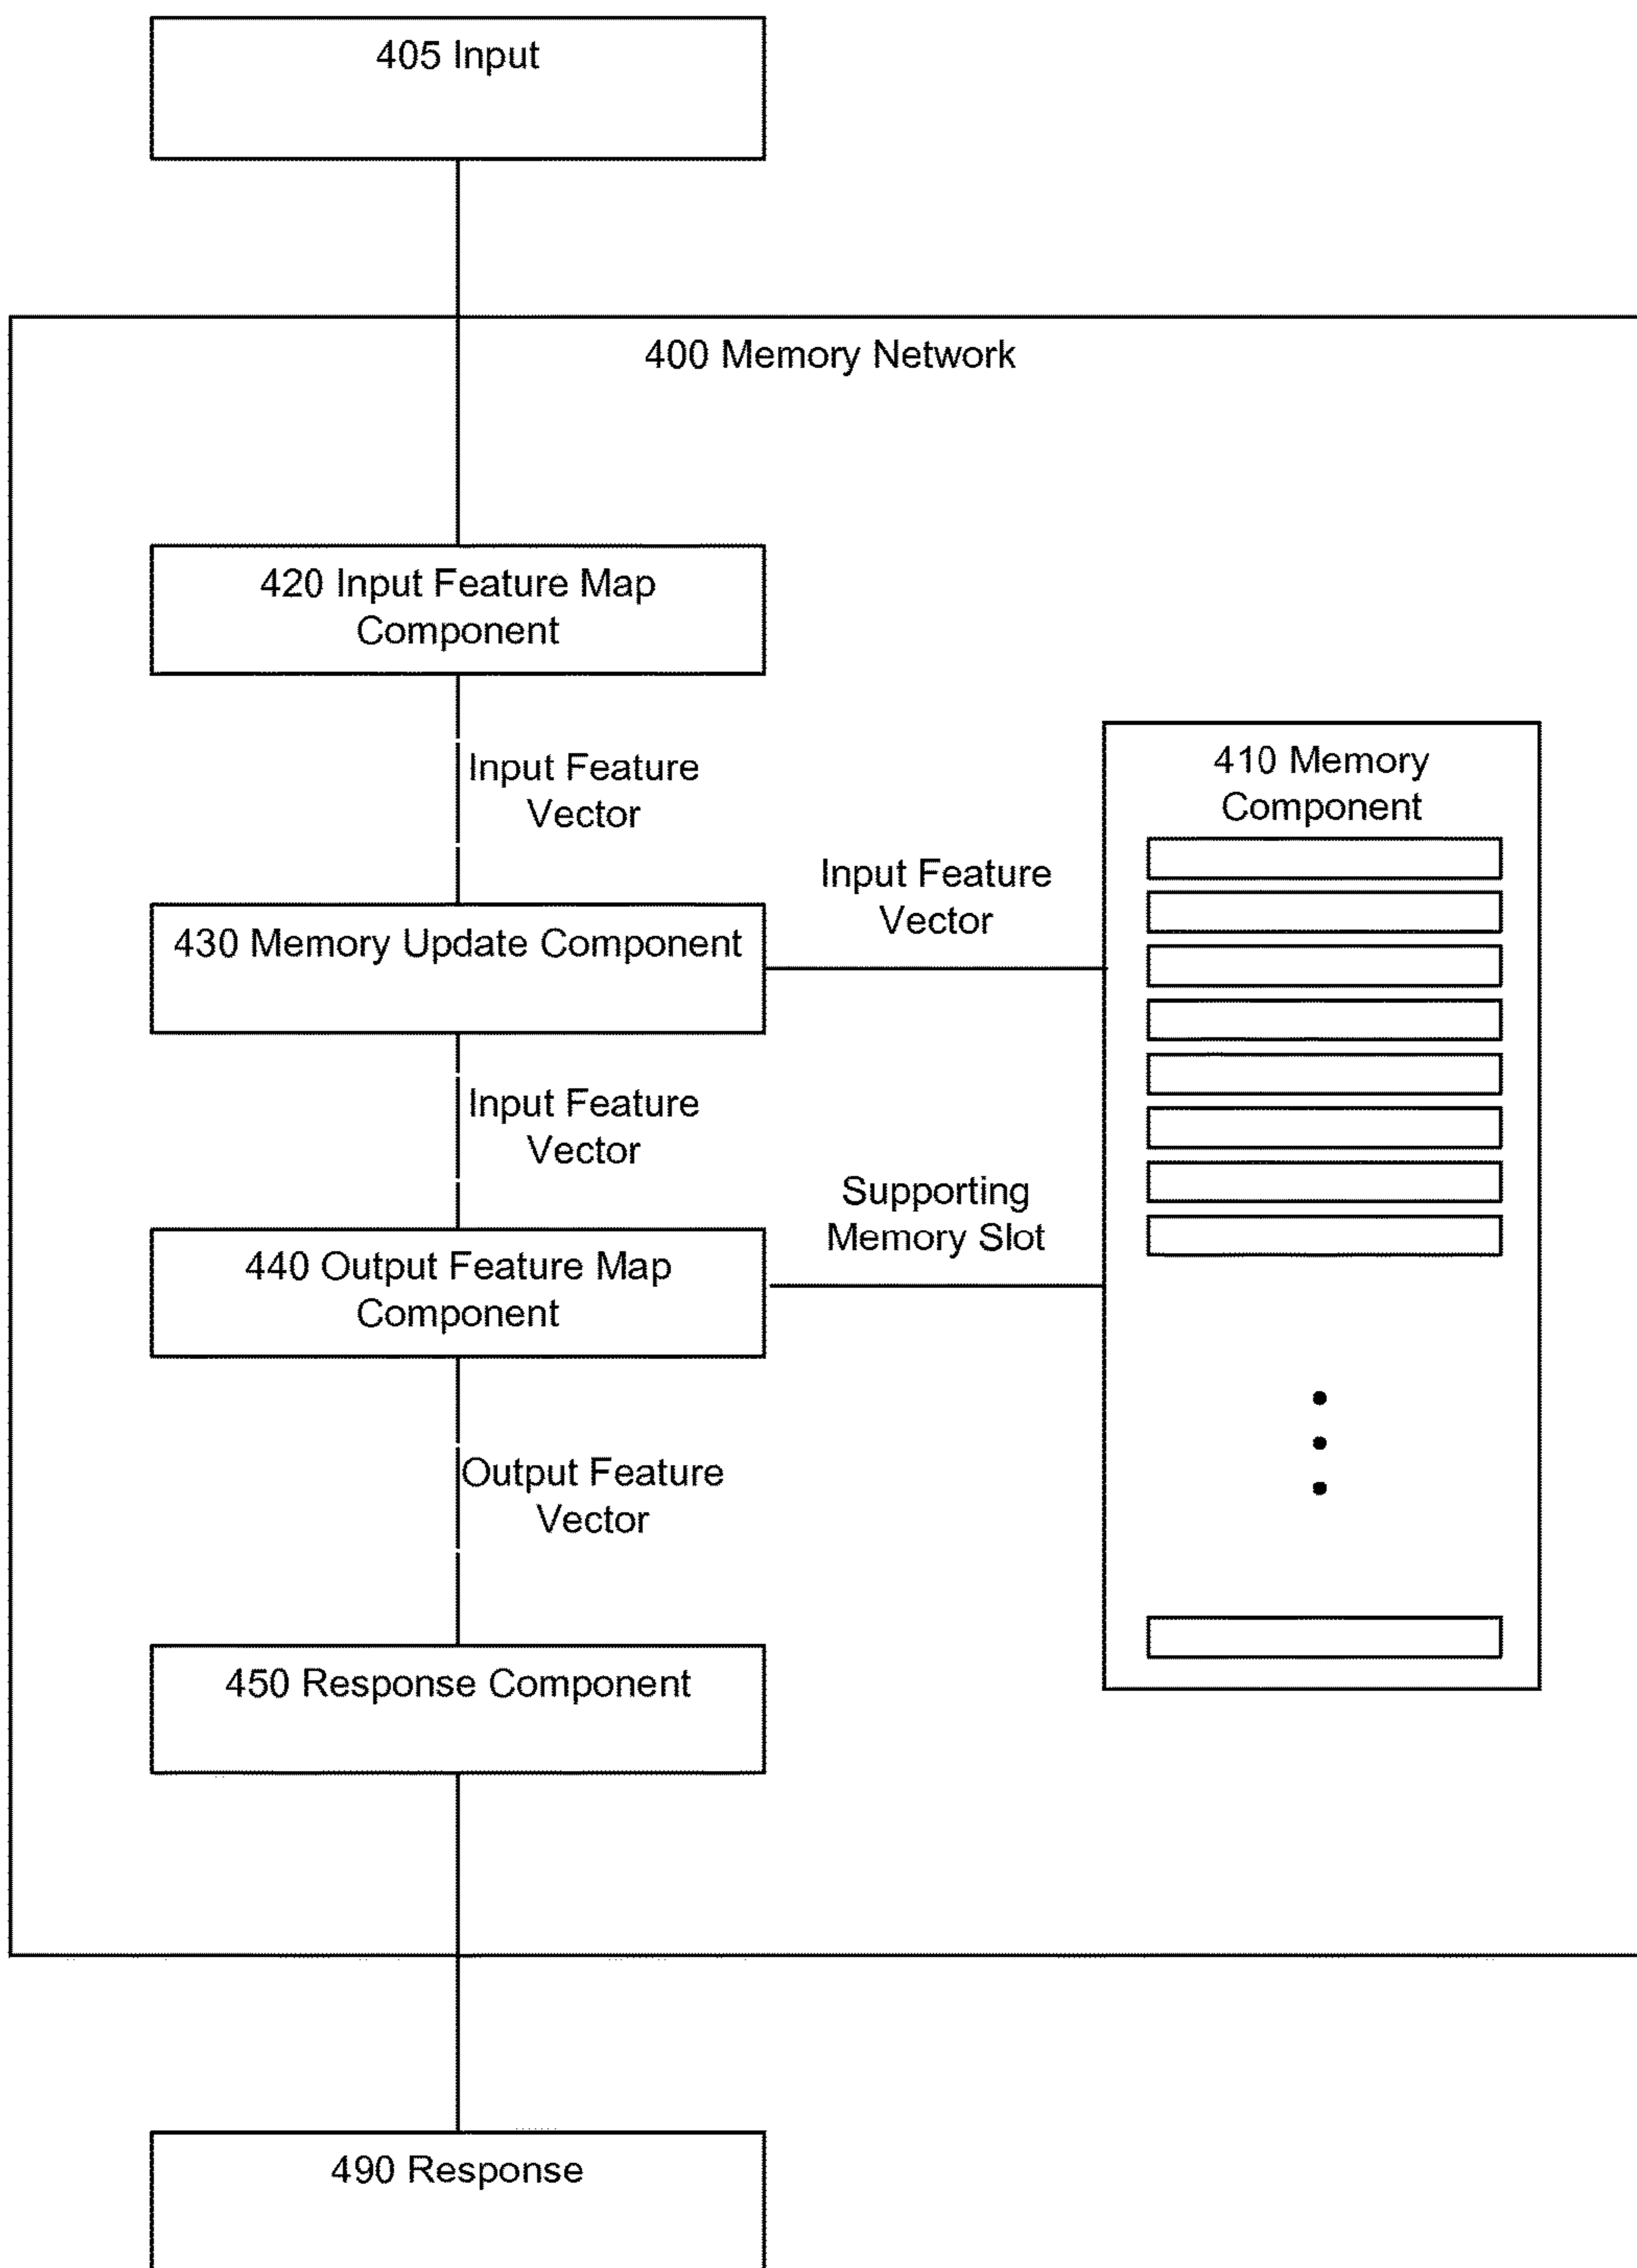 405 Input
400 Memory Network
420 Input Feature Map
Component
Input Feature
Vector
410 Memory
Component
Input Feature
Vector
430 Memory Update Component
Input Feature
Vector
Supporting
Memory Slot
440 Output Feature Map
Component
Output Feature
Vector
450 Response Component
490 Response